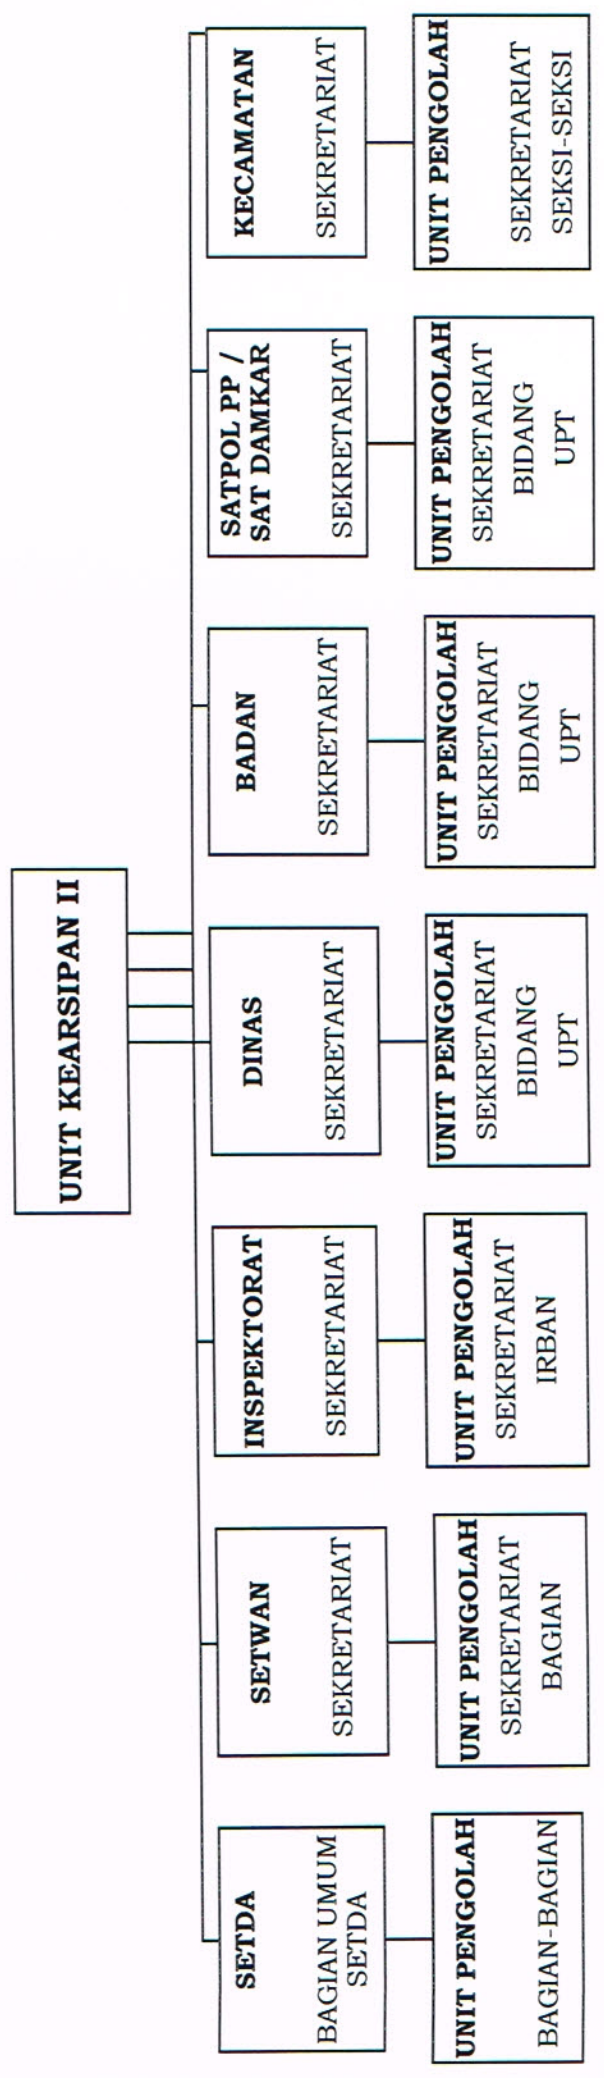 UNIT KEARSIPAN II
SETDA
BAGIAN UMUM
SETDA
SETWAN
SEKRETARIAT
INSPEKTORAT
SEKRETARIAT
DINAS
SEKRETARIAT
BADAN
SEKRETARIAT
SATPOL PP /
SAT DAMKAR
SEKRETARIAT
KECAMATAN
SEKRETARIAT
UNIT PENGOLAH
BAGIAN-BAGIAN
UNIT PENGOLAH
SEKRETARIAT
BAGIAN
UNIT PENGOLAH
SEKRETARIAT
IRBAN
UNIT PENGOLAH
SEKRETARIAT
BIDANG
UPT
UNIT PENGOLAH
SEKRETARIAT
BIDANG
UPT
UNIT PENGOLAH
SEKRETARIAT
BIDANG
UPT
UNIT PENGOLAH
SEKRETARIAT
SEKSI-SEKSI